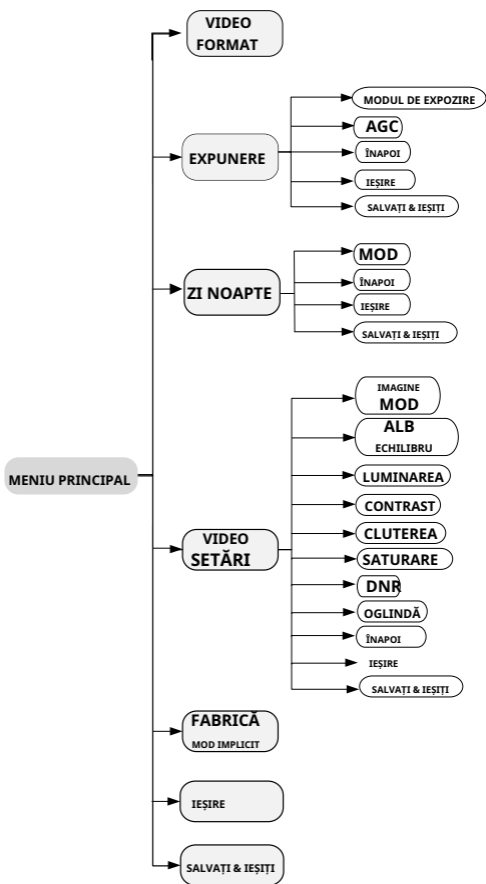 VIDEO
FORMAT
MODUL DE EXPOZIRE
AGC
EXPUNERE
ÎNAPOI
IEȘIRE
SALVAȚI & IEȘIȚI
MOD
ZI NOAPTE
ÎNAPOI
IEȘIRE
SALVAȚI & IEȘIȚI
IMAGINE
MOD
ALB
ECHILIBRU
MENIU PRINCIPAL
LUMINAREA
CONTRAST
VIDEO
SETĂRI
CLUTEREA
SATURARE
DNR
OGLINDĂ
ÎNAPOI
IEȘIRE
SALVAȚI & IEȘIȚI
FABRICĂ
MOD IMPLICIT
IEȘIRE
SALVAȚI & IEȘIȚI